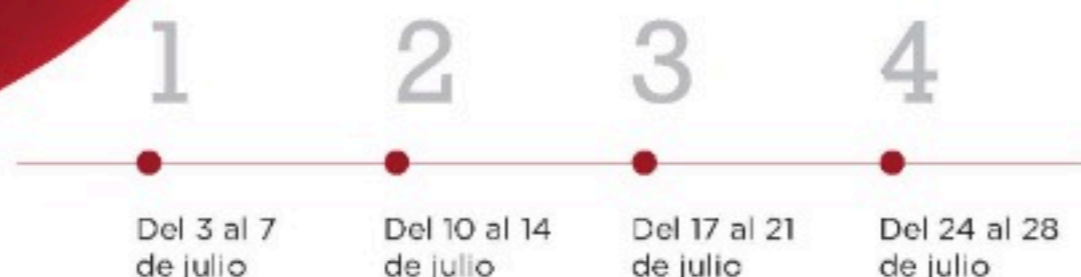 1 2 3 4
Del 3 al 7
de julio
Del 10 al 14
de julio
Del 17 al 21
de julio
Del 24 al 28
de julio